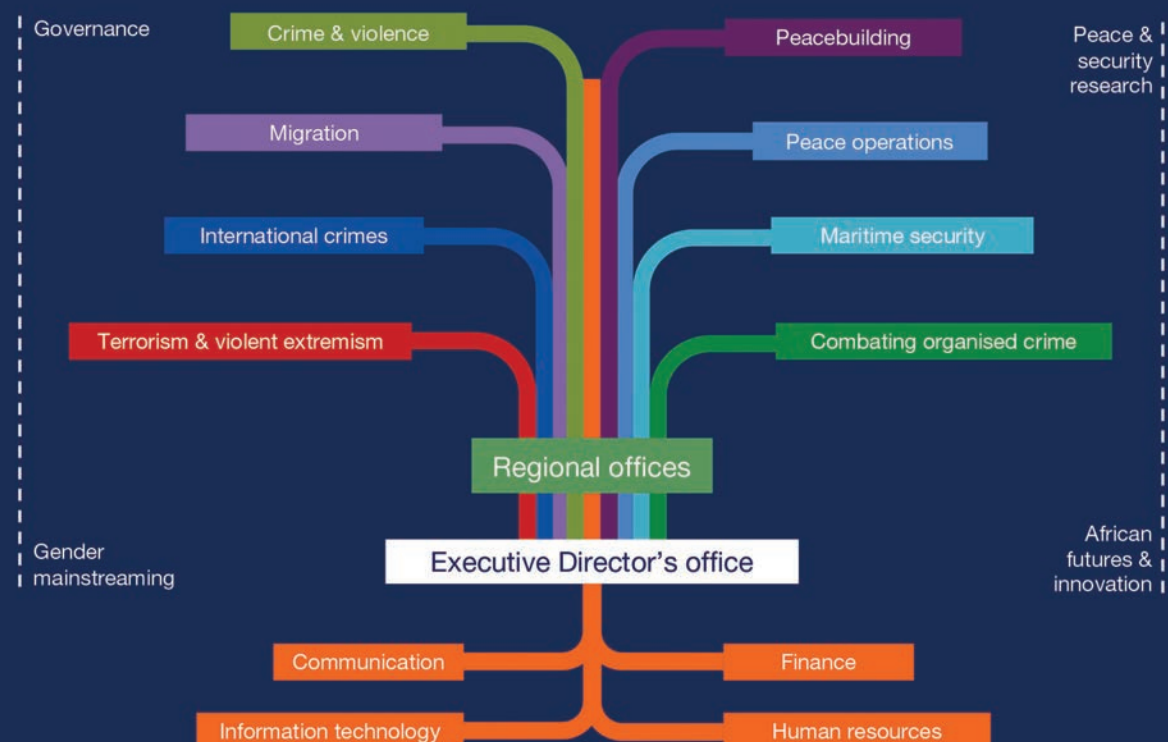 Governance
Crime & violence
Peacebuilding
Peace &
security
research
Migration
Peace operations
International crimes
Maritime security
Terrorism & violent extremism
Combating organised crime
Regional offices
Gender
mainstreaming
Executive Director's office
African
futures &
innovation
Communication
Finance
Information technology
Human resources